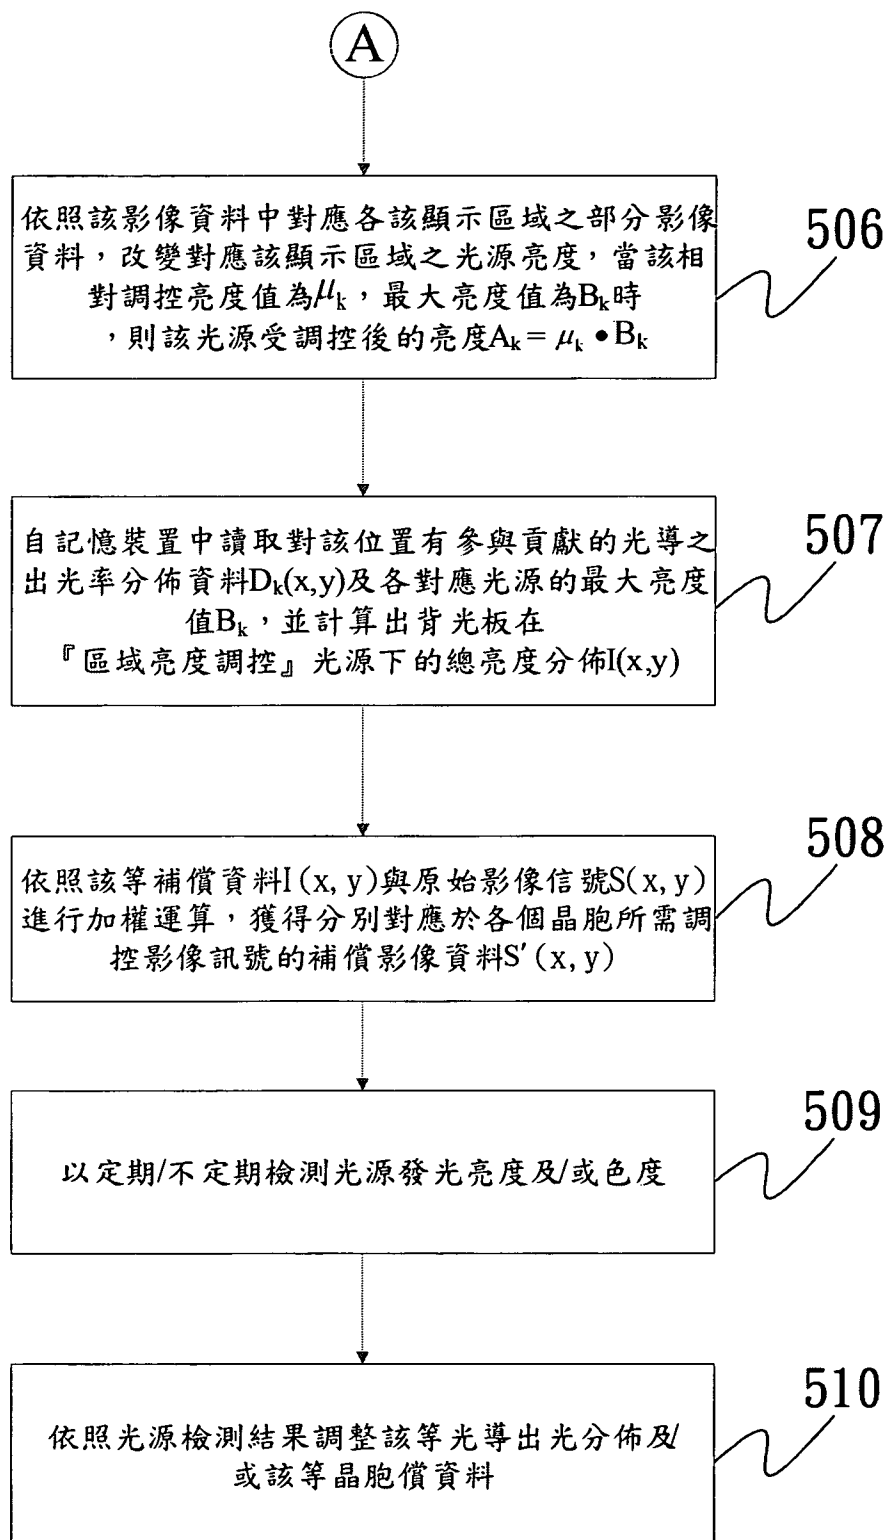 A
依照該影像資料中對應各該顯示區域之部分影像
資料，改變對應該顯示區域之光源亮度，當該相
對調控亮度值為μk，最大亮度值為Bk時
，則該光源受調控後的亮度Ak = μk • Bk
506
自記憶裝置中讀取對該位置有參與貢獻的光導之
出光率分佈資料Dk(x,y)及各對應光源的最大亮度
值Bk，並計算出背光板在
『區域亮度調控』光源下的總亮度分佈I(x,y)
507
依照該等補償資料I(x, y)與原始影像信號S(x, y)
進行加權運算，獲得分別對應於各個晶胞所需調
控影像訊號的補償影像資料S'(x, y)
508
以定期/不定期檢測光源發光亮度及/或色度
509
依照光源檢測結果調整該等光導出光分佈及/
或該等晶胞償資料
510